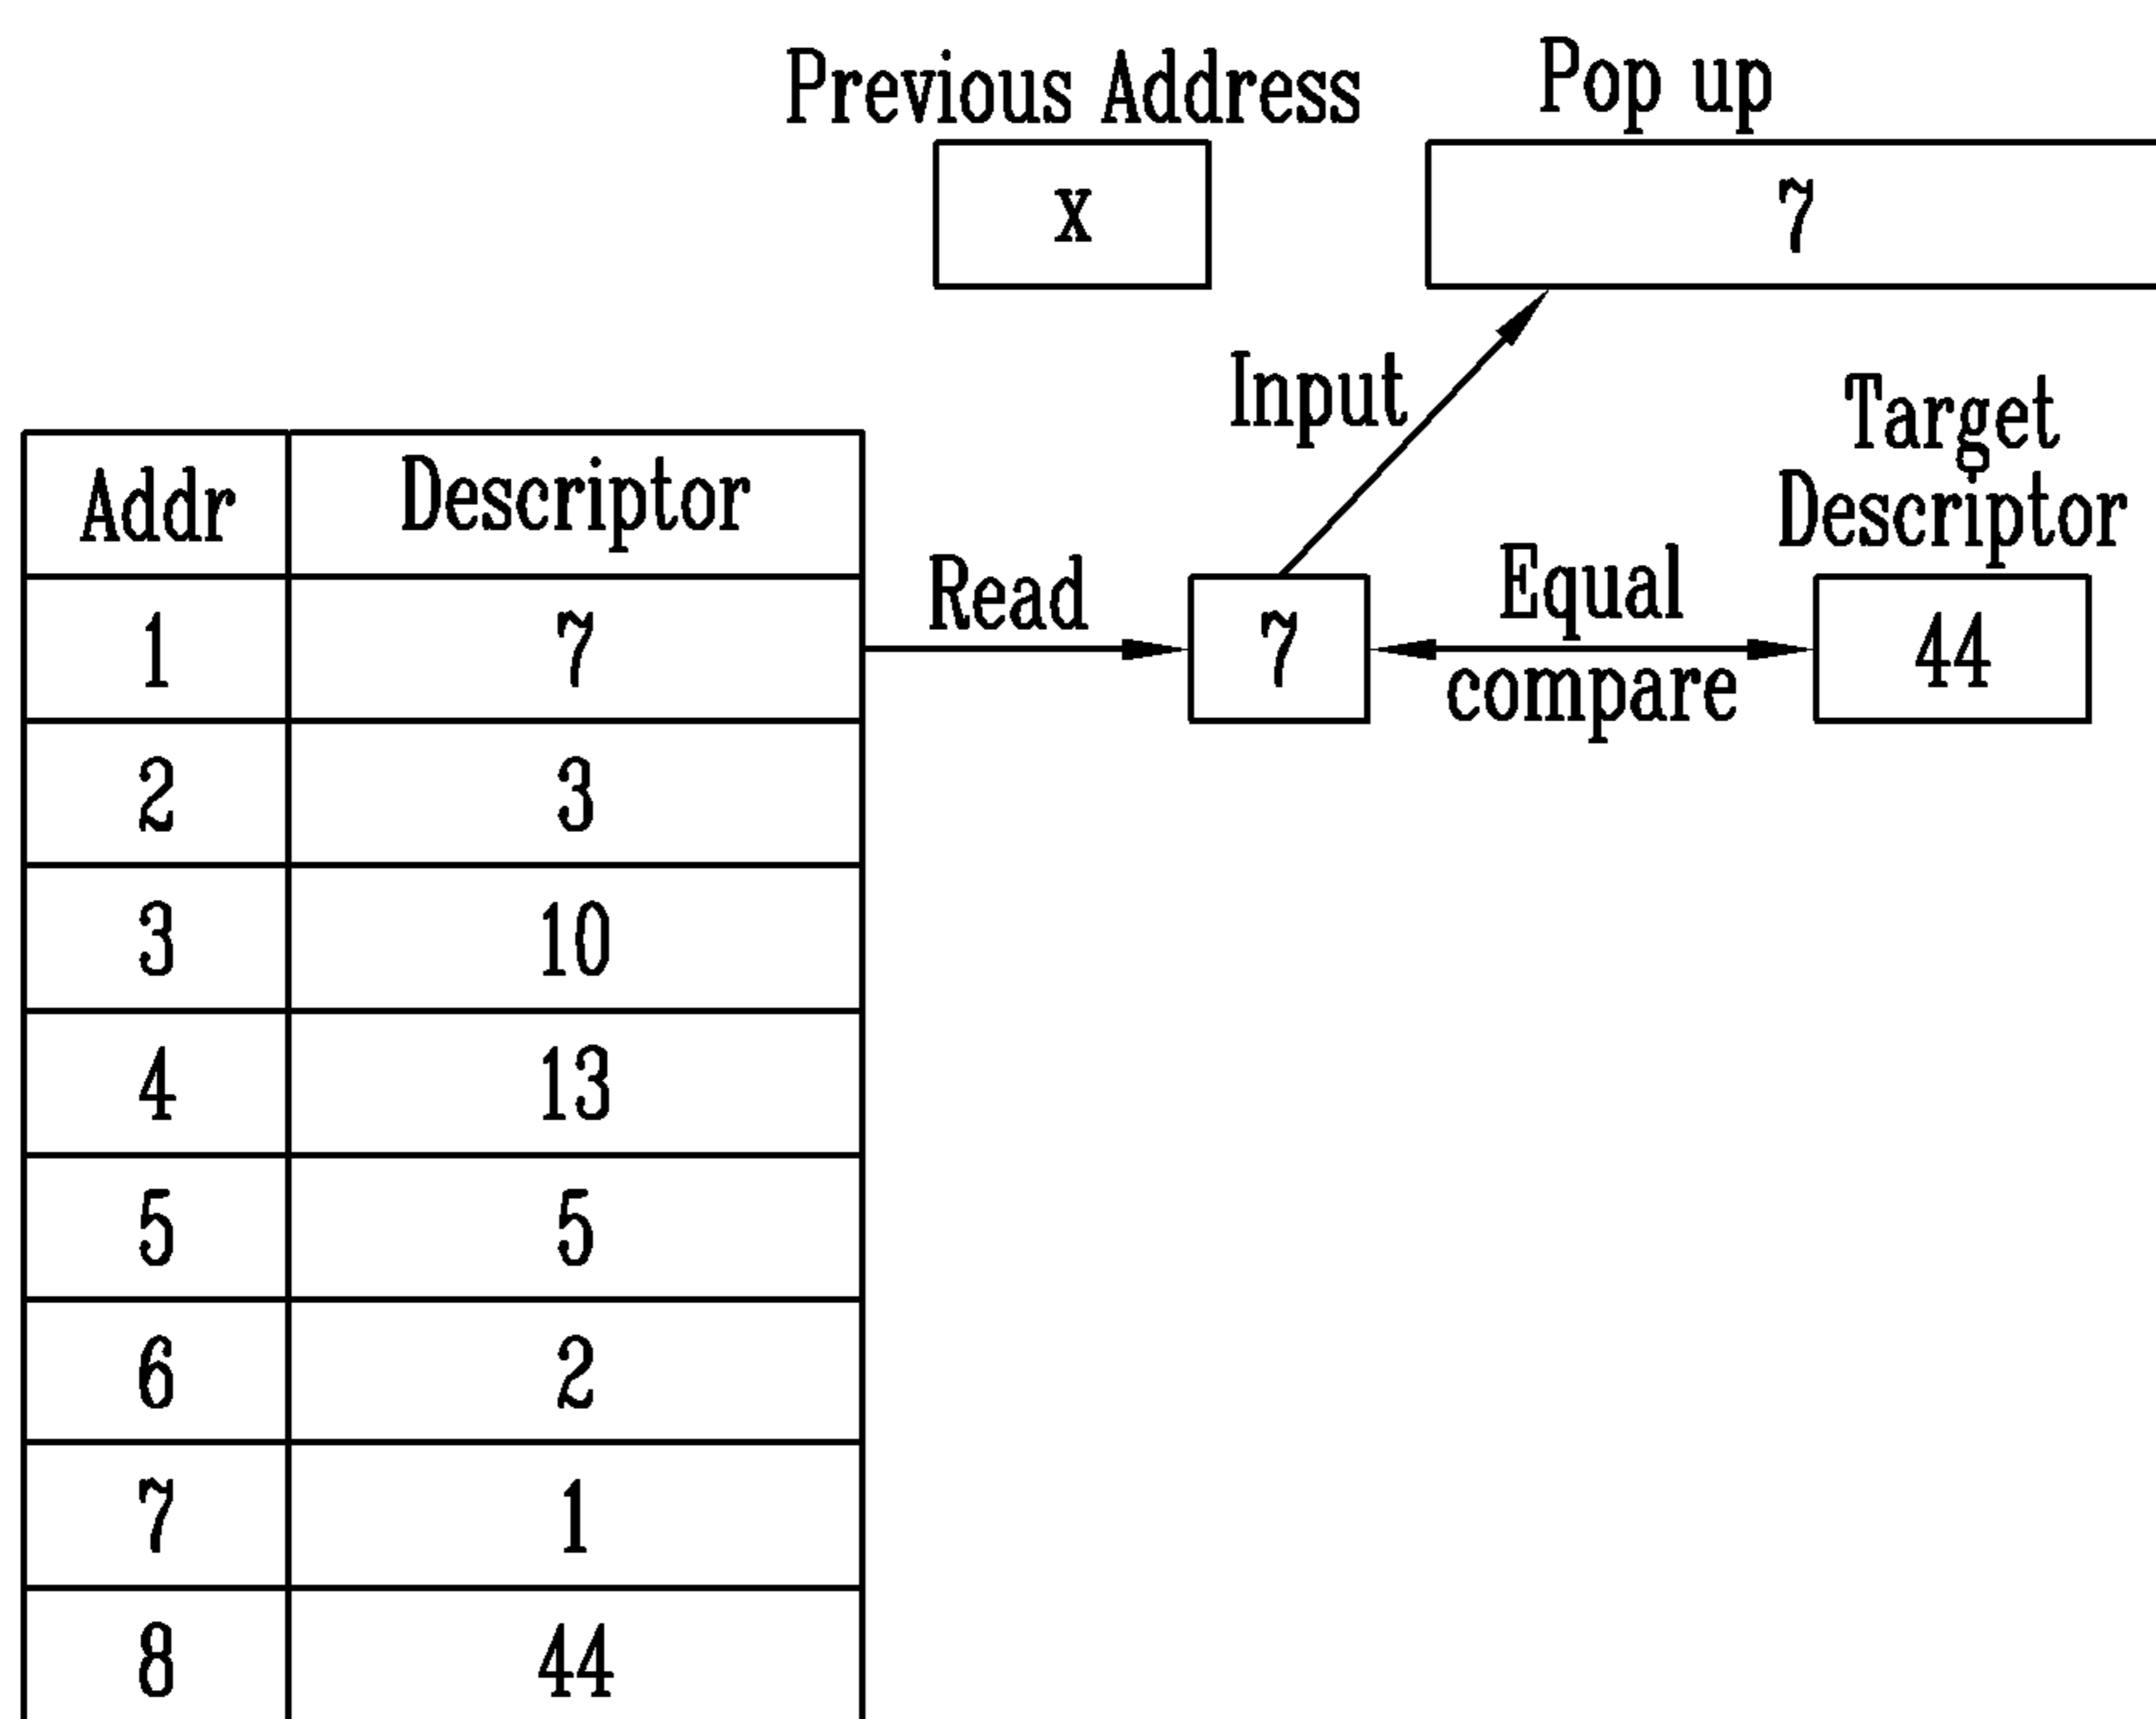 Previous Address
Pop up
x
7
Input
Target
Descriptor
Addr
Descriptor
Read
Equal
compare
7
44
1
7
2
3
3
10
4
13
5
5
6
2
7
1
8
44